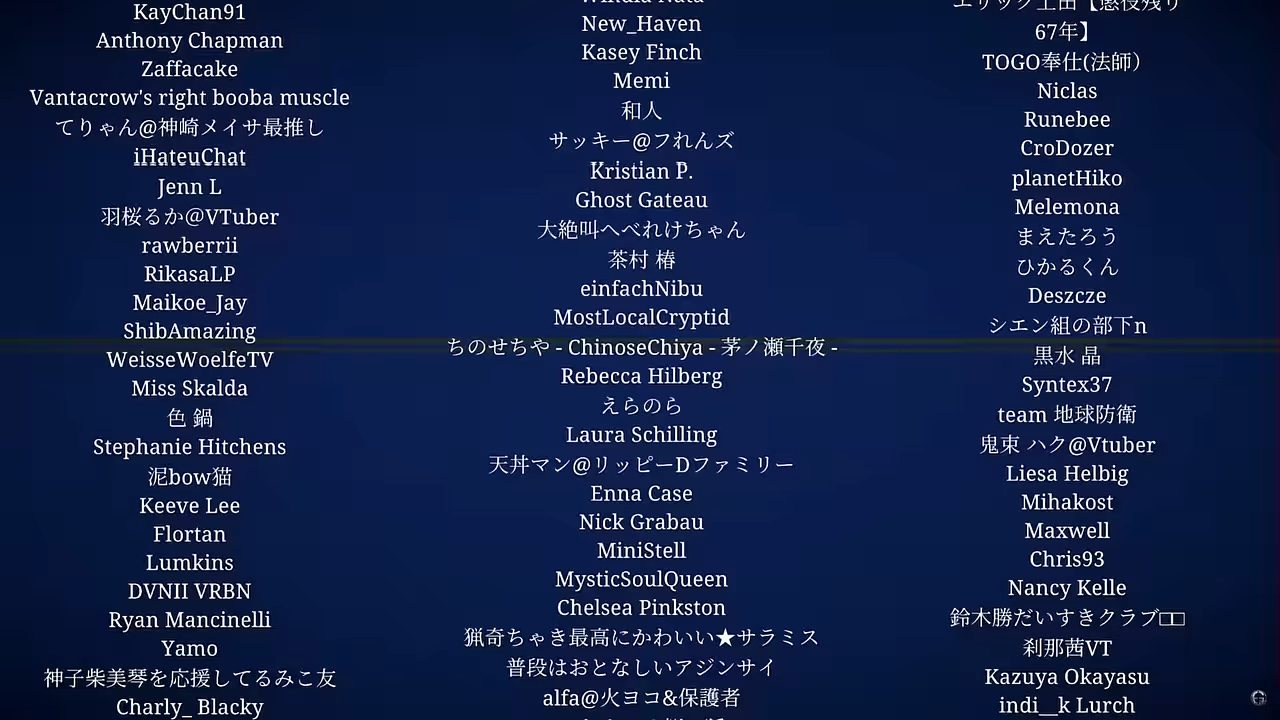 KayChan91
Anthony Chapman
Zaffacake
Vantacrow's right booba muscle
てりゃん@神崎メイサ最推し
iHateuChat
Jenn L
羽桜るか@VTuber
rawberrii
RikasaLP
Maikoe_Jay
ShibAmazing
WeisseWoelfeTV
Miss Skalda
色 鍋
Stephanie Hitchens
泥bow猫
Keeve Lee
Flortan
Lumkins
DVNII VRBN
Ryan Mancinelli
Yamo
神子柴美琴を応援してるみこ友
Charly_ Blacky
New_Haven
Kasey Finch
Memi
和人
サッキー@フれんズ
Kristian P.
Ghost Gateau
大絶叫へべれけちゃん
茶村 椿
einfachNibu
MostLocalCryptid
ちのせちや - ChinoseChiya - 茅ノ瀬千夜 -
Rebecca Hilberg
えらのら
Laura Schilling
天丼マン@リッピーDファミリー
Enna Case
Nick Grabau
MiniStell
MysticSoulQueen
Chelsea Pinkston
猟奇ちゃき最高にかわいい★サラミス
普段はおとなしいアジンサイ
alfa@火ヨコ&保護者
67年】
TOGO奉仕(法師）
Niclas
Runebee
CroDozer
planetHiko
Melemona
まえたろう
ひかるくん
Deszcze
シエン組の部下n
黒水 晶
Syntex37
team 地球防衛
鬼束 ハク@Vtuber
Liesa Helbig
Mihakost
Maxwell
Chris93
Nancy Kelle
鈴木勝だいすきクラブ□□
刹那茜VT
Kazuya Okayasu
indi__k Lurch